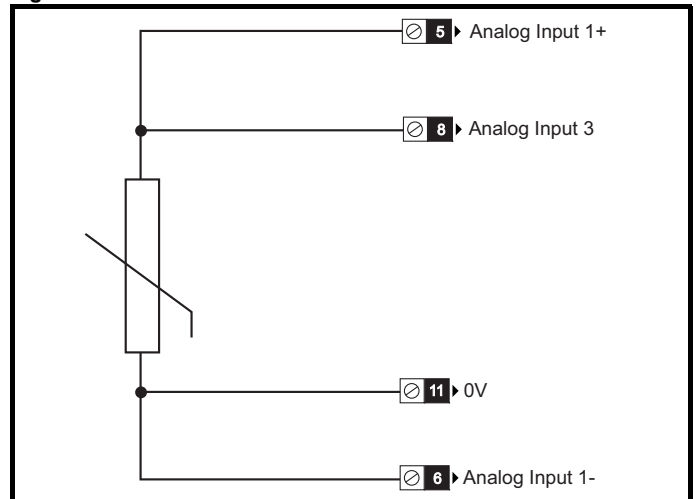 5 Analog Input 1+
8 Analog Input 3
11 0V
6 Analog Input 1-